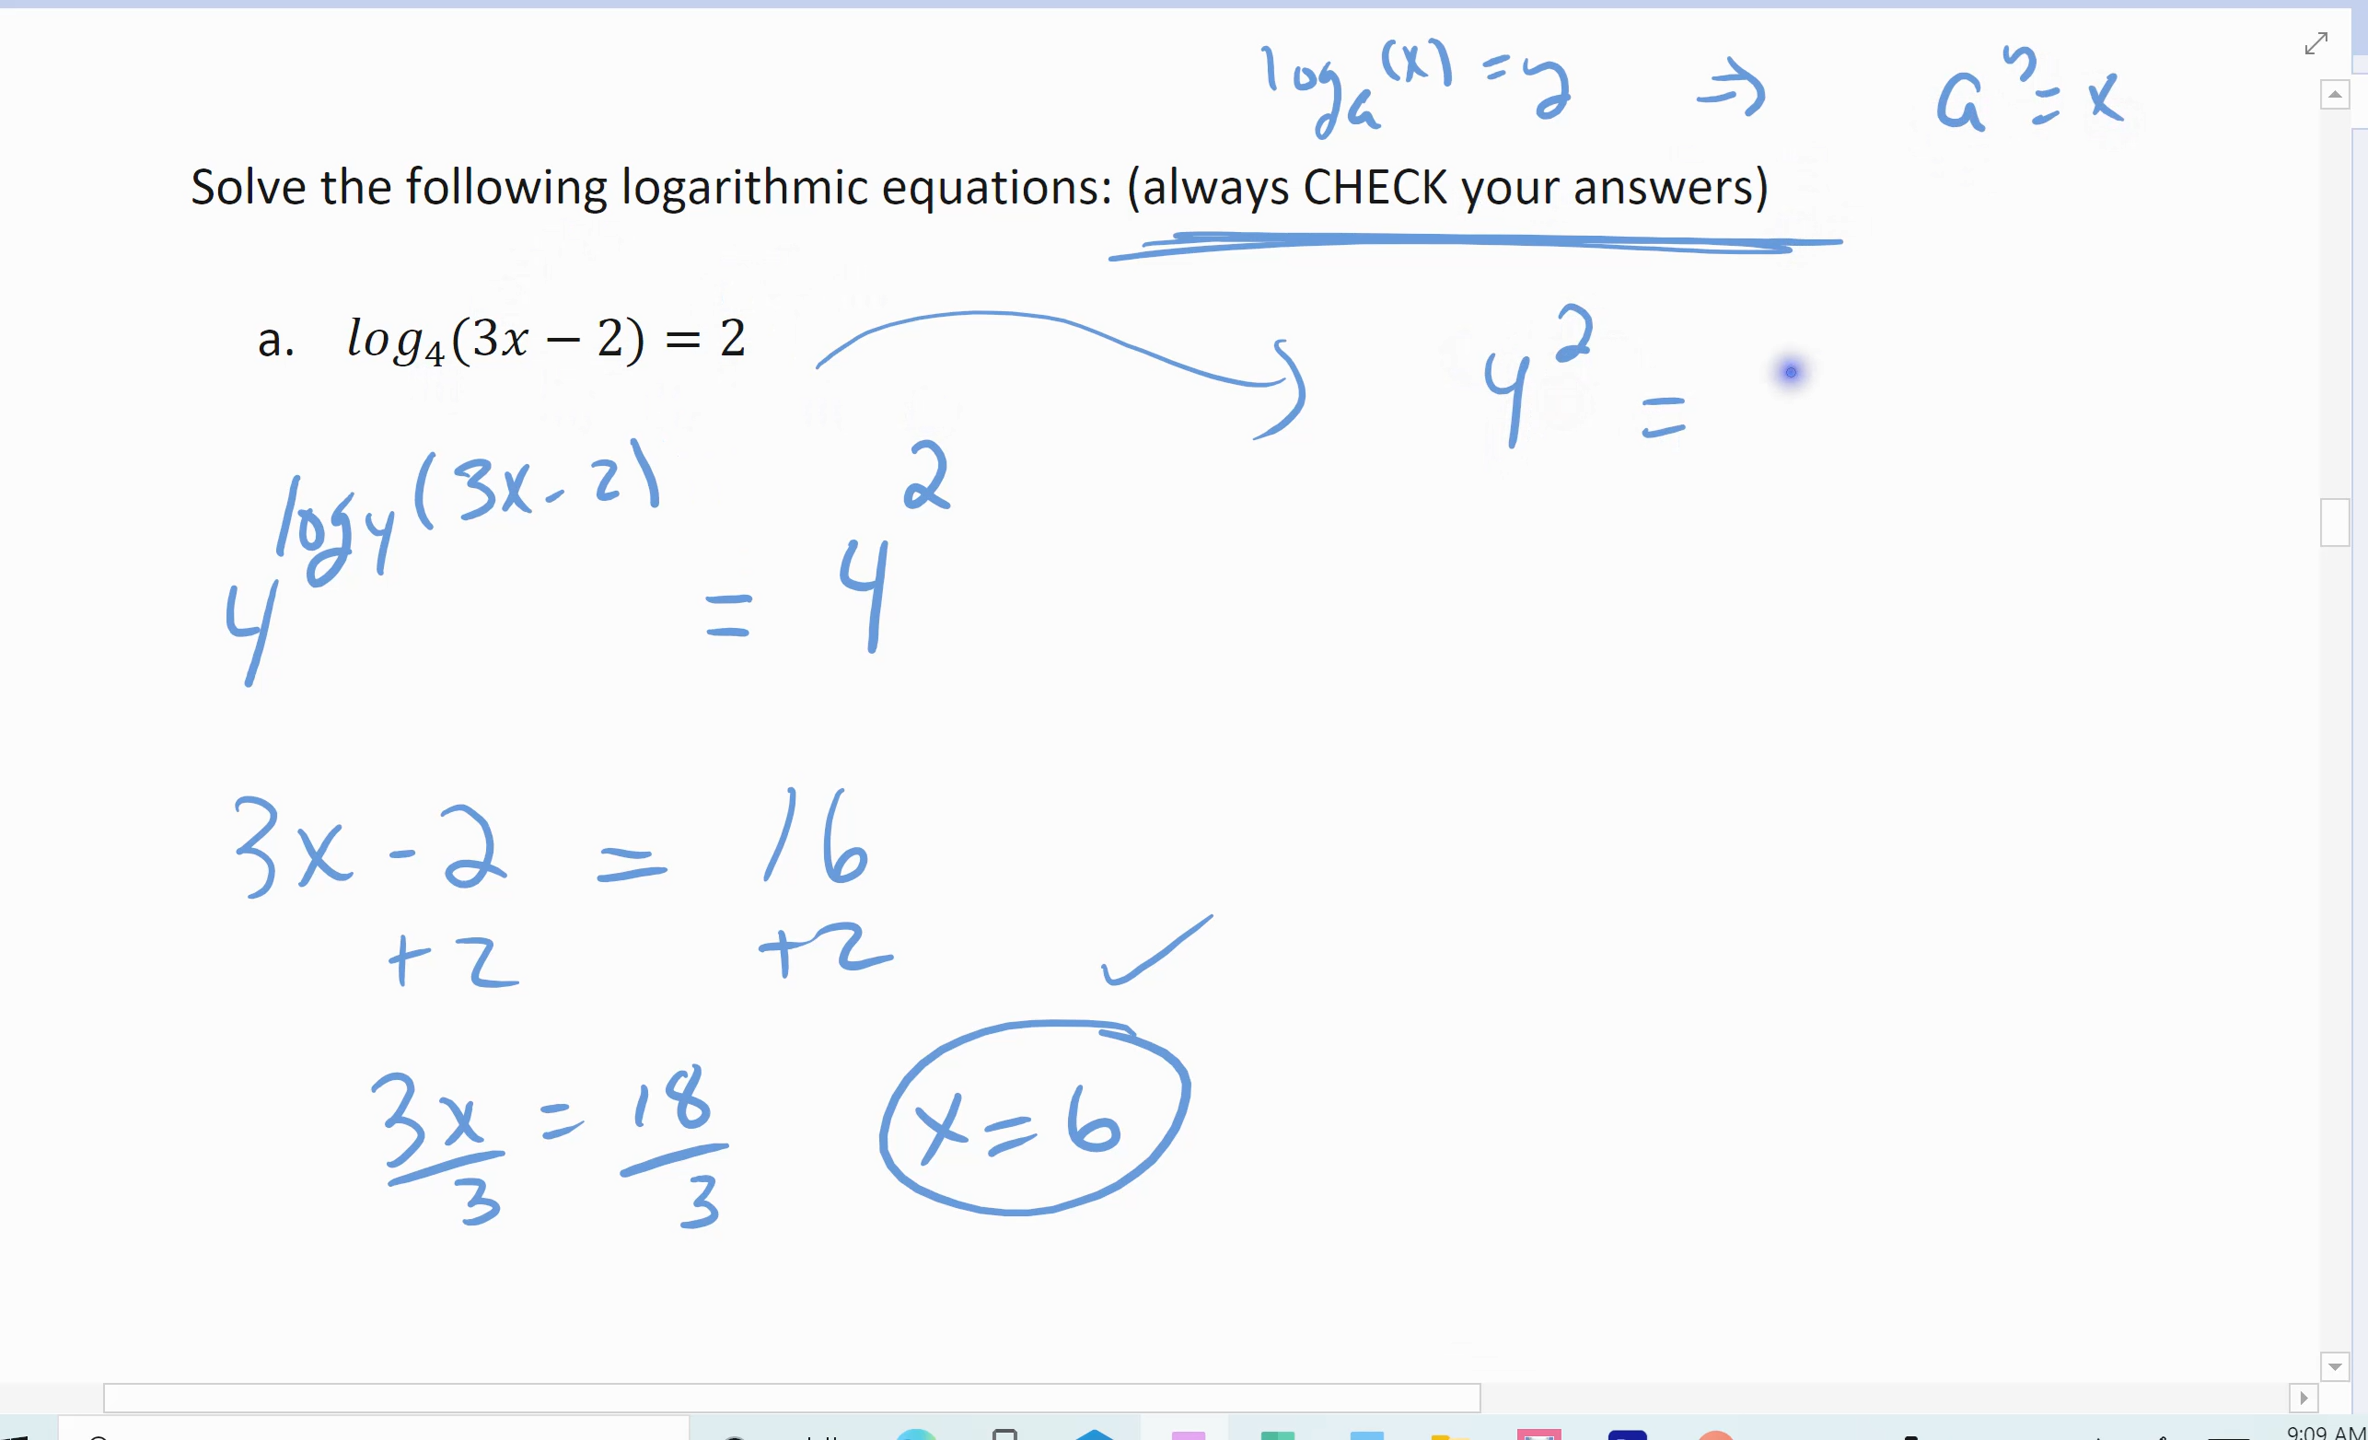 logₐ(x) = y ⇒ aʸ = x
Solve the following logarithmic equations: (always CHECK your answers)
a. log₄(3x − 2) = 2
4² =
4^(log₄(3x-2)) = 4²
3x - 2 = 16
+2 +2
3x = 18
3 3
x = 6
9:09 AM